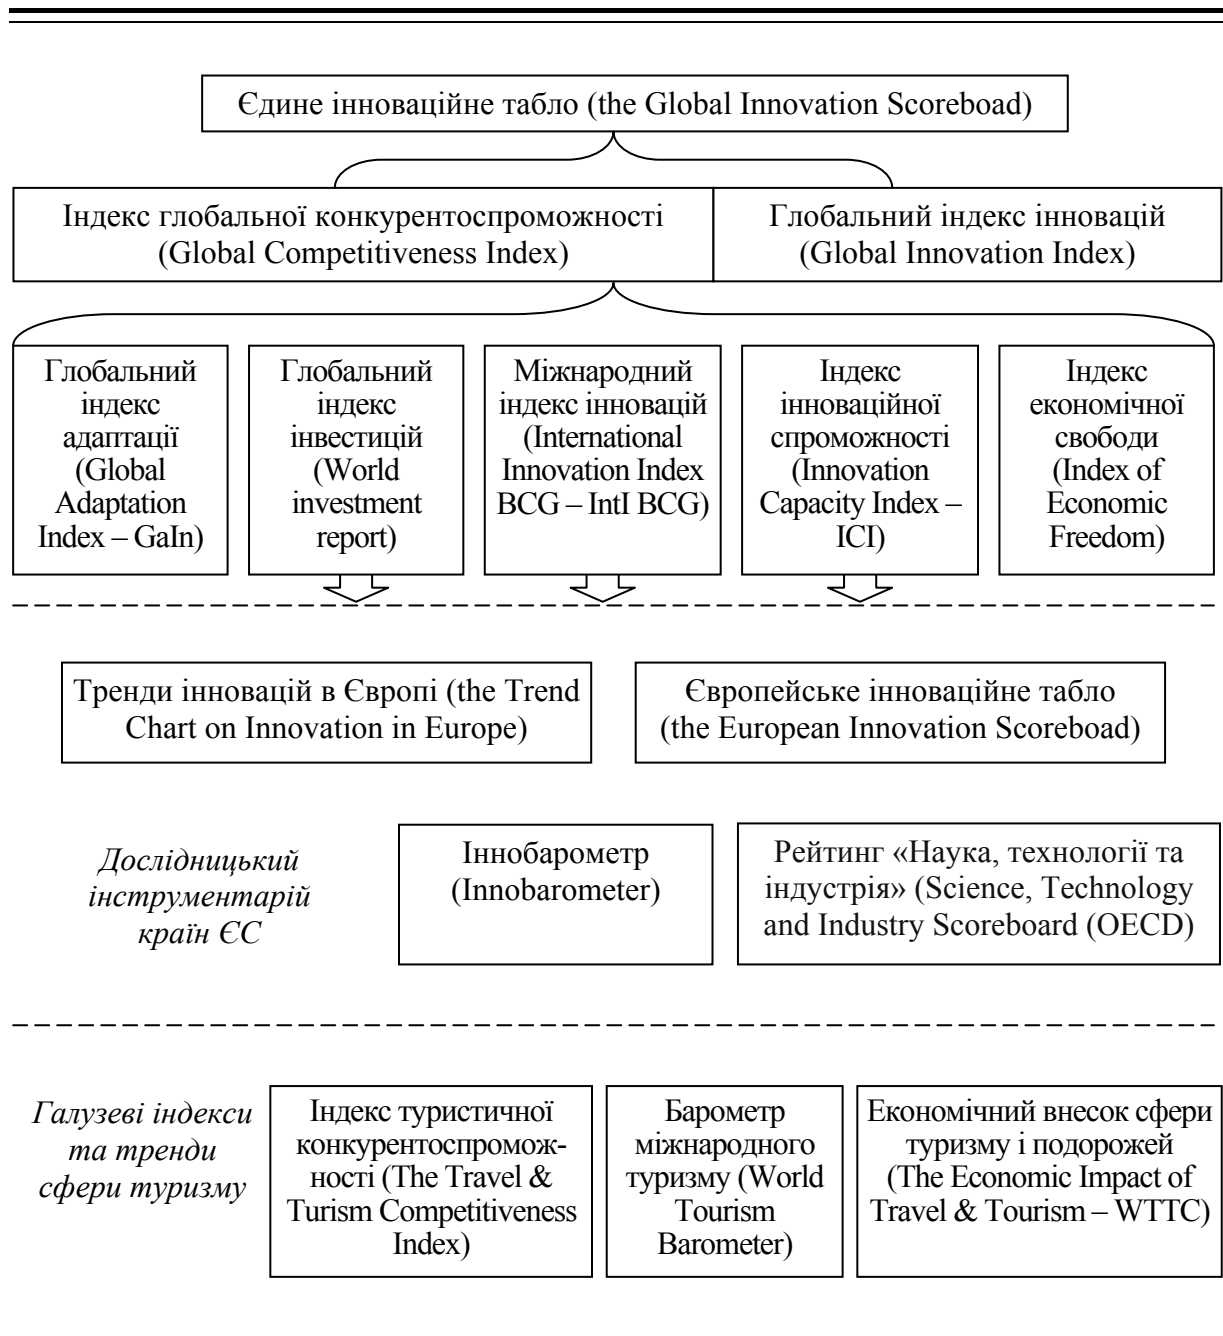 Єдине інноваційне табло (the Global Innovation Scoreboad)
Індекс глобальної конкурентоспроможності
(Global Competitiveness Index)
Глобальний індекс інновацій
(Global Innovation Index)
Глобальний
індекс
адаптації
(Global
Adaptation
Index – GaIn)
Глобальний
індекс
інвестицій
(World
investment
report)
Міжнародний
індекс інновацій
(International
Innovation Index
BCG – IntI BCG)
Індекс
інноваційної
спроможності
(Innovation
Capacity Index –
ICI)
Індекс
економічної
свободи
(Index of
Economic
Freedom)
Тренди інновацій в Європі (the Trend
Chart on Innovation in Europe)
Європейське інноваційне табло
(the European Innovation Scoreboad)
Дослідницький
інструментарій
країн ЄС
Іннобарометр
(Innobarometer)
Рейтинг «Наука, технології та
індустрія» (Science, Technology
and Industry Scoreboard (OECD)
Галузеві індекси
та тренди
сфери туризму
Індекс туристичної
конкурентоспромож-
ності (The Travel &
Turism Competitiveness
Index)
Барометр
міжнародного
туризму (World
Tourism
Barometer)
Економічний внесок сфери
туризму і подорожей
(The Economic Impact of
Travel & Tourism – WTTC)